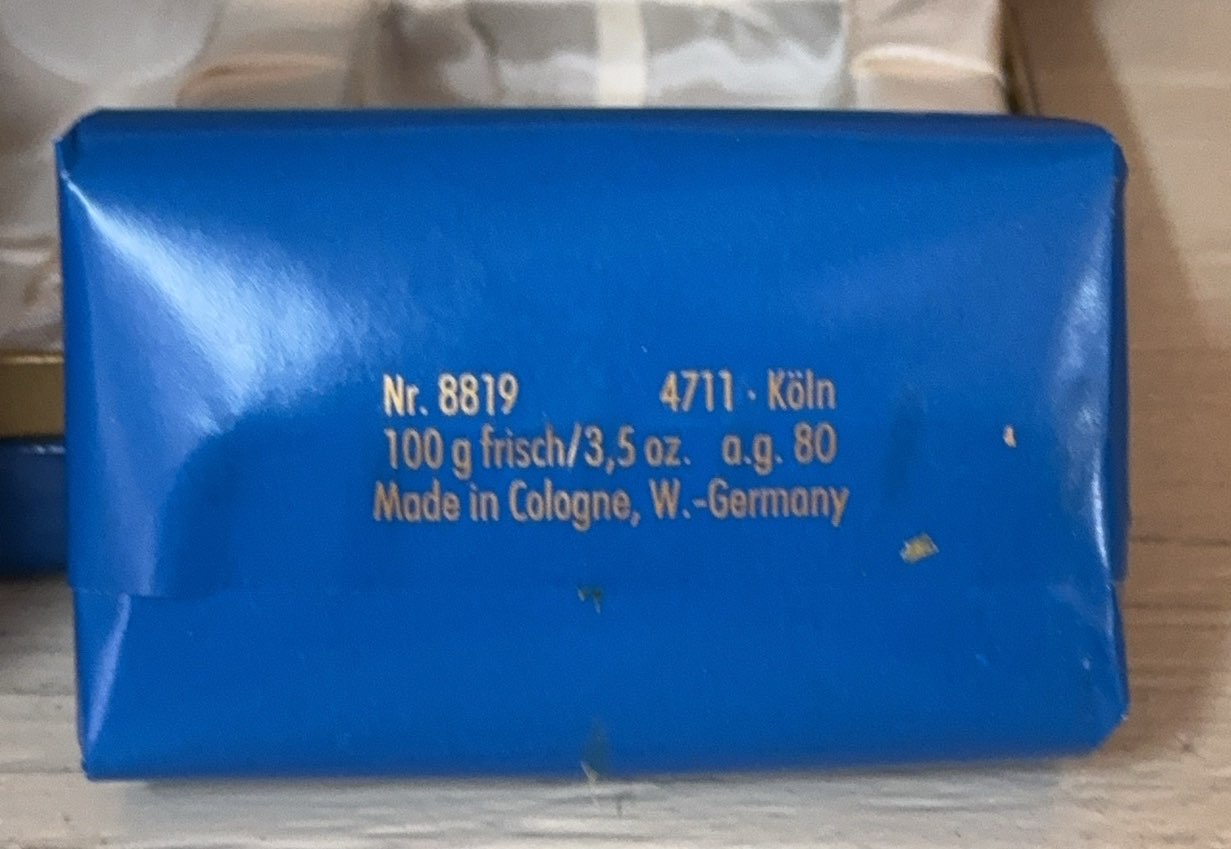 Nr. 8819 4711 · Köln
100 g frisch/3,5 oz. a.g. 80
Made in Cologne, W.-Germany